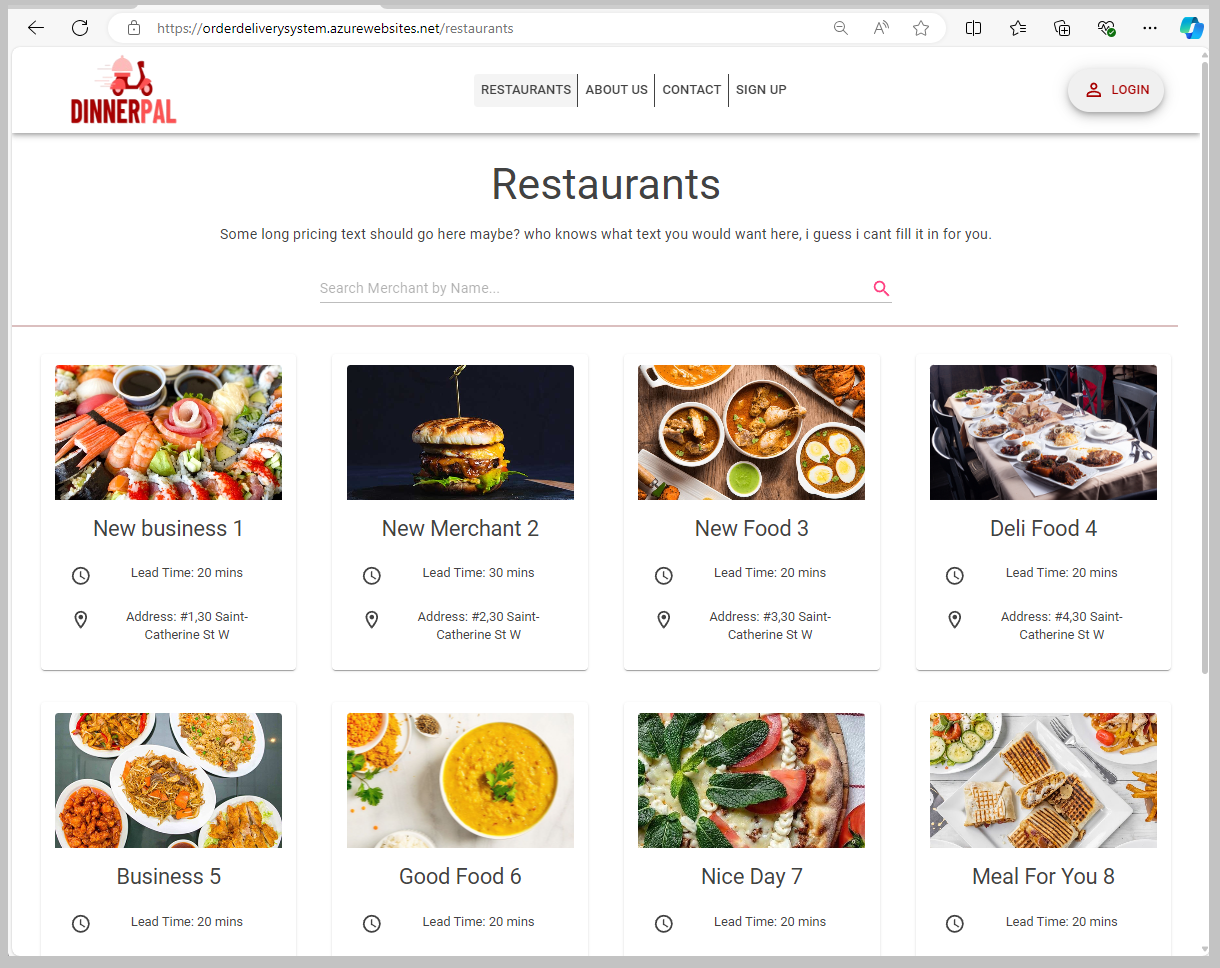 https://orderdeliverysystem.azurewebsites.net/restaurants
DINNERPAL
RESTAURANTS
ABOUT US
CONTACT
SIGN UP
LOGIN
Restaurants
Some long pricing text should go here maybe? who knows what text you would want here, i guess i cant fill it in for you.
Search Merchant by Name...
New business 1
Lead Time: 20 mins
Address: #1,30 Saint-
Catherine St W
New Merchant 2
Lead Time: 30 mins
Address: #2,30 Saint-
Catherine St W
New Food 3
Lead Time: 20 mins
Address: #3,30 Saint-
Catherine St W
Deli Food 4
Lead Time: 20 mins
Address: #4,30 Saint-
Catherine St W
Business 5
Lead Time: 20 mins
Good Food 6
Lead Time: 20 mins
Nice Day 7
Lead Time: 20 mins
Meal For You 8
Lead Time: 20 mins